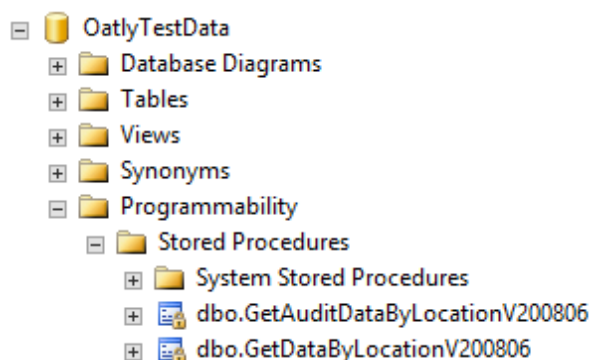 OatlyTestData
Database Diagrams
Tables
Views
Synonyms
Programmability
Stored Procedures
System Stored Procedures
dbo.GetAuditDataByLocationV200806
dbo.GetDataByLocationV200806